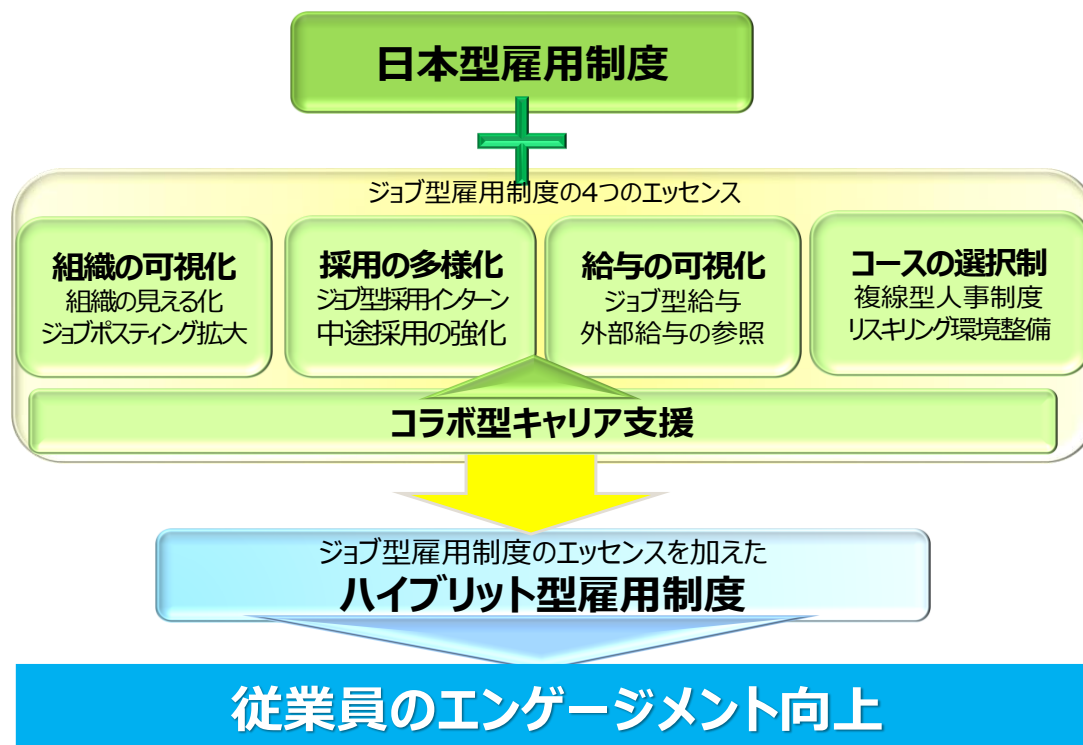 日本型雇用制度
ジョブ型雇用制度の4つのエッセンス
組織の可視化
組織の見える化
ジョブポスティング拡大
採用の多様化
ジョブ型採用インターン
中途採用の強化
給与の可視化
ジョブ型給与
外部給与の参照
コースの選択制
複線型人事制度
リスキリング環境整備
コラボ型キャリア支援
ジョブ型雇用制度のエッセンスを加えた
ハイブリット型雇用制度
従業員のエンゲージメント向上